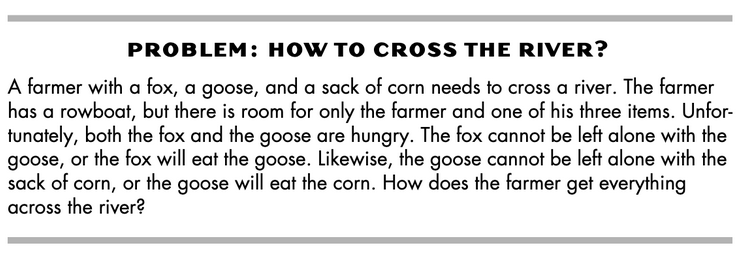 PROBLEM: HOW TO CROSS THE RIVER?
A farmer with a fox, a goose, and a sack of corn needs to cross a river. The farmer
has a rowboat, but there is room for only the farmer and one of his three items. Unfor-
tunately, both the fox and the goose are hungry. The fox cannot be left alone with the
goose, or the fox will eat the goose. Likewise, the goose cannot be left alone with the
sack of corn, or the goose will eat the corn. How does the farmer get everything
across the river?